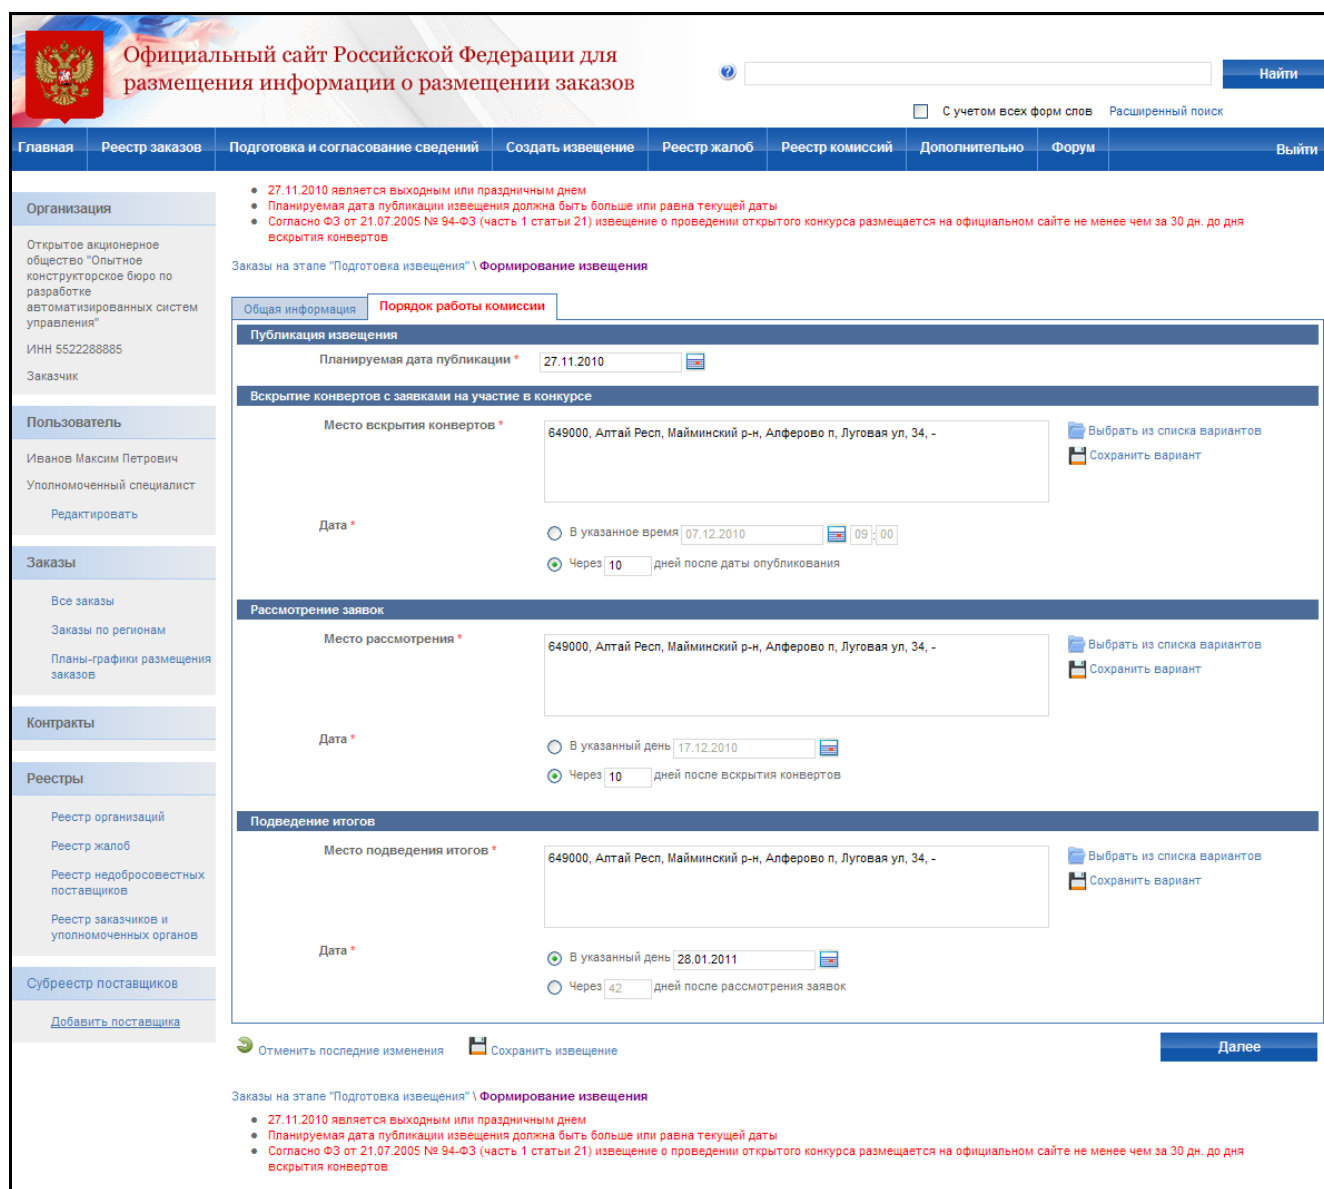 Официальный сайт Российской Федерации для
размещения информации о размещении заказов
Найти
С учетом всех форм слов Расширенный поиск
Главная Реестр заказов Подготовка и согласование сведений Создать извещение Реестр жалоб Реестр комиссий Дополнительно Форум Выйти
Организация
Открытое акционерное
общество "Опытное
конструкторское бюро по
разработке
автоматизированных систем
управления"
ИНН 5522288885
Заказчик
Пользователь
Иванов Максим Петрович
Уполномоченный специалист
Редактировать
Заказы
Все заказы
Заказы по регионам
Планы-графики размещения
заказов
Контракты
Реестры
Реестр организаций
Реестр жалоб
Реестр недобросовестных
поставщиков
Реестр заказчиков и
уполномоченных органов
Субреестр поставщиков
Добавить поставщика
27.11.2010 является выходным или праздничным днем
Планируемая дата публикации извещения должна быть больше или равна текущей даты
Согласно ФЗ от 21.07.2005 № 94-ФЗ (часть 1 статьи 21) извещение о проведении открытого конкурса размещается на официальном сайте не менее чем за 30 дн. до дня
вскрытия конвертов
Заказы на этапе "Подготовка извещения" \ Формирование извещения
Общая информация Порядок работы комиссии
Публикация извещения
Планируемая дата публикации * 27.11.2010
Вскрытие конвертов с заявками на участие в конкурсе
Место вскрытия конвертов * 649000, Алтай Респ, Майминский р-н, Алферово п, Луговая ул, 34, -
Выбрать из списка вариантов
Сохранить вариант
Дата * В указанное время 07.12.2010 09 : 00
Через 10 дней после даты опубликования
Рассмотрение заявок
Место рассмотрения * 649000, Алтай Респ, Майминский р-н, Алферово п, Луговая ул, 34, -
Выбрать из списка вариантов
Сохранить вариант
Дата * В указанный день 17.12.2010
Через 10 дней после вскрытия конвертов
Подведение итогов
Место подведения итогов * 649000, Алтай Респ, Майминский р-н, Алферово п, Луговая ул, 34, -
Выбрать из списка вариантов
Сохранить вариант
Дата * В указанный день 28.01.2011
Через 42 дней после рассмотрения заявок
Отменить последние изменения Сохранить извещение Далее
Заказы на этапе "Подготовка извещения" \ Формирование извещения
27.11.2010 является выходным или праздничным днем
Планируемая дата публикации извещения должна быть больше или равна текущей даты
Согласно ФЗ от 21.07.2005 № 94-ФЗ (часть 1 статьи 21) извещение о проведении открытого конкурса размещается на официальном сайте не менее чем за 30 дн. до дня
вскрытия конвертов